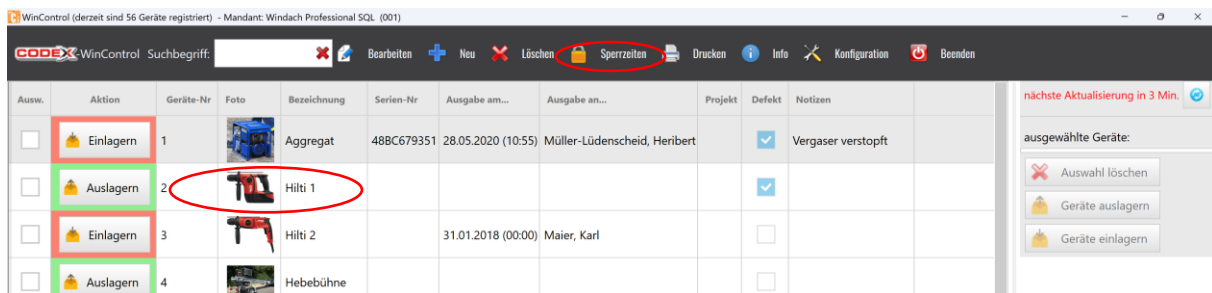 WinControl (derzeit sind 56 Geräte registriert) - Mandant: Windach Professional SQL (001)
CODEX-WinControl Suchbegriff: Bearbeiten Neu Löschen Sperrzeiten Drucken Info Konfiguration Beenden
Ausw. Aktion Geräte-Nr Foto Bezeichnung Serien-Nr Ausgabe am... Ausgabe an... Projekt Defekt Notizen
Einlagern 1 Aggregat 48BC679351 28.05.2020 (10:55) Müller-Lüdenscheid, Heribert Vergaser verstopft
Auslagern 2 Hilti 1
Einlagern 3 Hilti 2 31.01.2018 (00:00) Maier, Karl
Auslagern 4 Hebebühne
nächste Aktualisierung in 3 Min.
ausgewählte Geräte:
Auswahl löschen
Geräte auslagern
Geräte einlagern